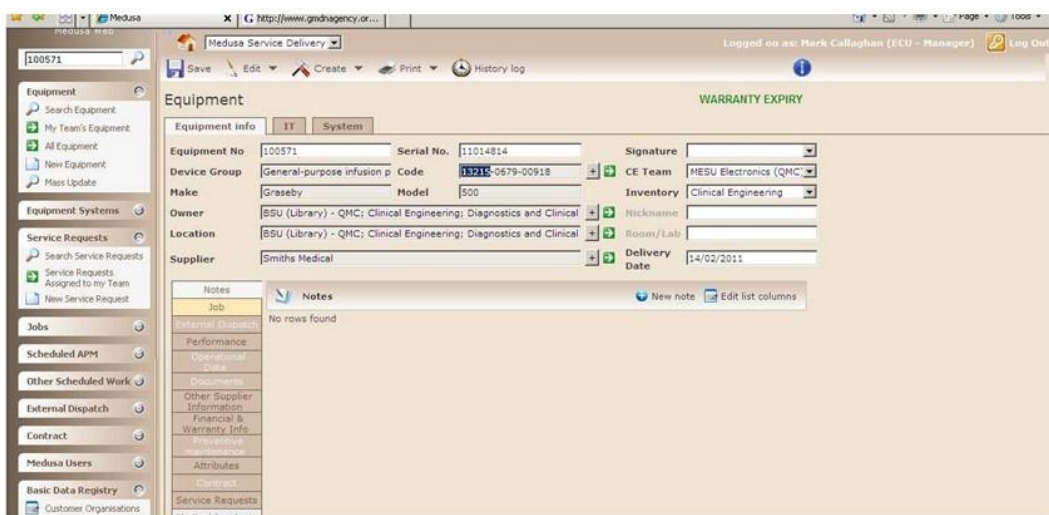 Medusa
http://www.gmdnagency.or...
Page
Tools
medusa web
Medusa Service Delivery
Logged on as: Mark Callaghan (ECU - Manager)
Log Out
100571
Save
Edit
Create
Print
History log
Equipment
Search Equipment
My Team's Equipment
All Equipment
New Equipment
Mass Update
Equipment Systems
Service Requests
Search Service Requests
Service Requests
Assigned to my Team
New Service Request
Jobs
Scheduled APM
Other Scheduled Work
External Dispatch
Contract
Medusa Users
Basic Data Registry
Customer Organisations
Equipment
WARRANTY EXPIRY
Equipment info
IT
System
Equipment No 100571 Serial No. 11014814 Signature
Device Group General-purpose infusion p Code 13215-0679-00918 CE Team MESU Electronics (QMC)
Make Graseby Model 500 Inventory Clinical Engineering
Owner BSU (Library) - QMC; Clinical Engineering; Diagnostics and Clinical Nickname
Location BSU (Library) - QMC; Clinical Engineering; Diagnostics and Clinical Room/Lab
Supplier Smiths Medical Delivery Date 14/02/2011
Notes
Job
External Dispatch
Performance
Operational
Data
Documents
Other Supplier
Information
Financial &
Warranty Info
Preventive
maintenance
Attributes
Contract
Service Requests
Notes
New note
Edit list columns
No rows found